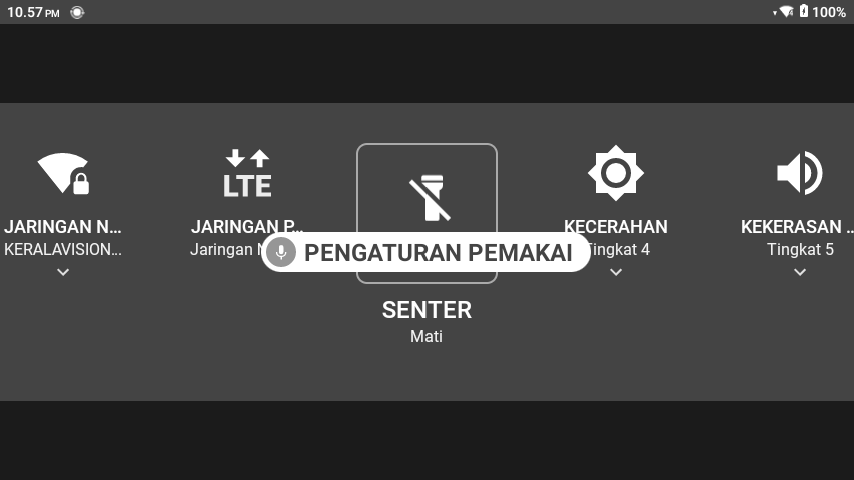 10.57 PM
100%
JARINGAN N...
KERALAVISION...
LTE
JARINGAN P...
Jaringan
KECERAHAN
Tingkat 4
KEKERASAN ..
Tingkat 5
PENGATURAN PEMAKAI
SENTER
Mati